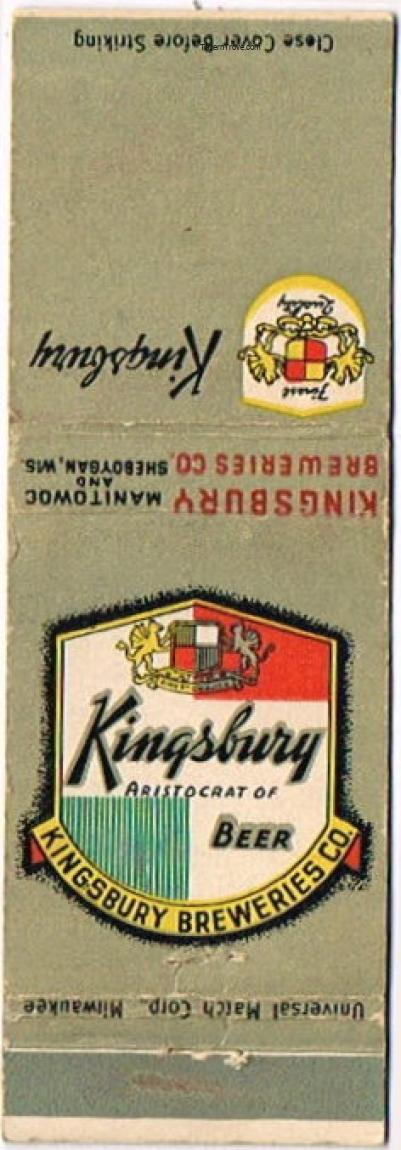 Close Cover Before Striking
Finest
Quality
Kingsbury
KINGSBURY
BREWERIES CO.
MANITOWOC
AND
SHEBOYGAN, WIS.
Kingsbury
ARISTOCRAT OF
BEER
KINGSBURY BREWERIES CO.
Universal Match Corp., Milwaukee